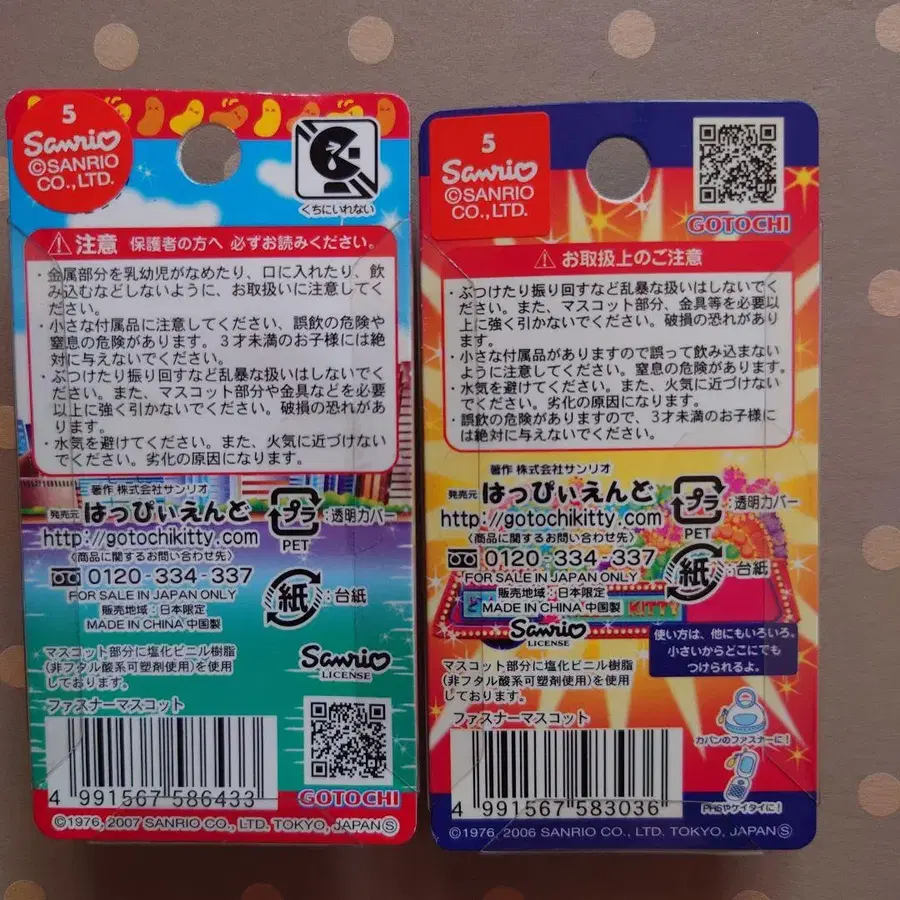 5
Sanrio
©SANRIO
CO., LTD.
くちにいれない
注意 保護者の方へ 必ずお読みください。
・金属部分を乳幼児がなめたり、口に入れたり、飲
み込むなどしないように、お取扱いに注意してく
ださい。
・小さな付属品に注意してください、誤飲の危険や
窒息の危険があります。3才未満のお子様には絶
対に与えないでください。
・ぶつけたり振り回すなど乱暴な扱いはしないでく
ださい。また、マスコット部分や金具などを必要
以上に強く引かないでください。破損の恐れがあ
ります。
・水気を避けてください。また、火気に近づけない
でください。劣化の原因になります。
著作 株式会社サンリオ
発売元 はっぴぃえんど
http://gotochikitty.com
〈商品に関するお問い合わせ先〉
0120-334-337
FOR SALE IN JAPAN ONLY
販売地域：日本限定
MADE IN CHINA 中国製
プラ
：透明カバー
PET
紙
：台紙
マスコット部分に塩化ビニル樹脂
(非フタル酸系可塑剤使用)を使用
しております。
Sanrio
LICENSE
ファスナーマスコット
4 991567 586433
GOTOCHI
©1976, 2007 SANRIO CO., LTD. TOKYO, JAPAN Ⓢ
5
Sanrio
©SANRIO
CO., LTD.
GOTOCHI
お取扱上のご注意
・ぶつけたり振り回すなど乱暴な扱いはしないでく
ださい。また、マスコット部分、金具等を必要以
上に強く引かないでください。破損の恐れがあり
ます。
・小さな付属品がありますので誤って飲み込まない
ように注意してください。窒息の危険があります。
・水気を避けてください。また、火気に近づけない
でください。劣化の原因になります。
・誤飲の危険がありますので、3才未満のお子様に
は絶対に与えないでください。
著作 株式会社サンリオ
発売元 はっぴぃえんど
http://gotochikitty.com
〈商品に関するお問い合わせ先〉
0120-334-337
FOR SALE IN JAPAN ONLY
販売地域：日本限定
MADE IN CHINA 中国製
プラ
：透明カバー
PET
紙
：台紙
KITTY
Sanrio
LICENSE
マスコット部分に塩化ビニル樹脂
(非フタル酸系可塑剤使用)を使用
しております。
使い方は、他にもいろいろ。
小さいからどこにでも
つけられるよ。
ファスナーマスコット
カバンのファスナーに！
PHSやケイタイに！
4 991567 583036
©1976, 2006 SANRIO CO., LTD. TOKYO, JAPAN Ⓢ